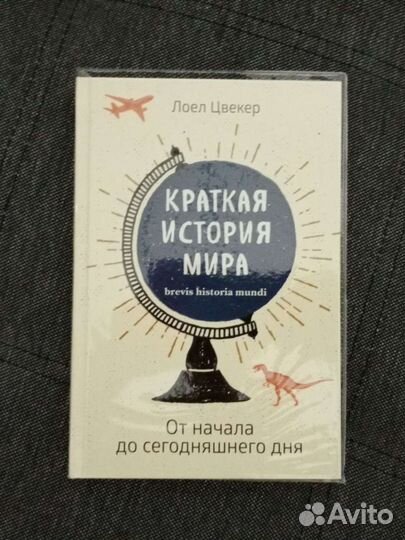 Лоел Цвекер
КРАТКАЯ
ИСТОРИЯ
МИРА
brevis historia mundi
От начала
до сегодняшнего дня
Avito